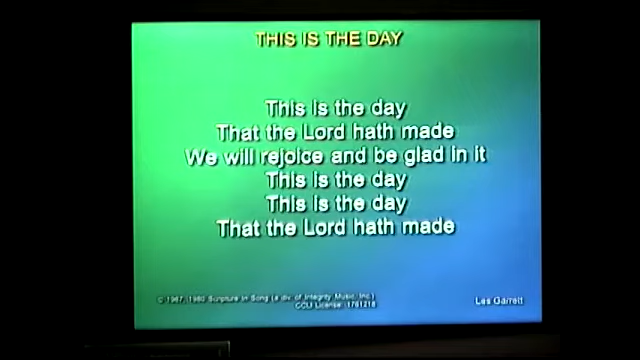 THIS IS THE DAY
This is the day
That the Lord hath made
We will rejoice and be glad in it
This is the day
This is the day
That the Lord hath made
© 1967, 1980 Scripture In Song (a div. of Integrity Music, Inc.)
CCLI License: 1761218
Les Garrett